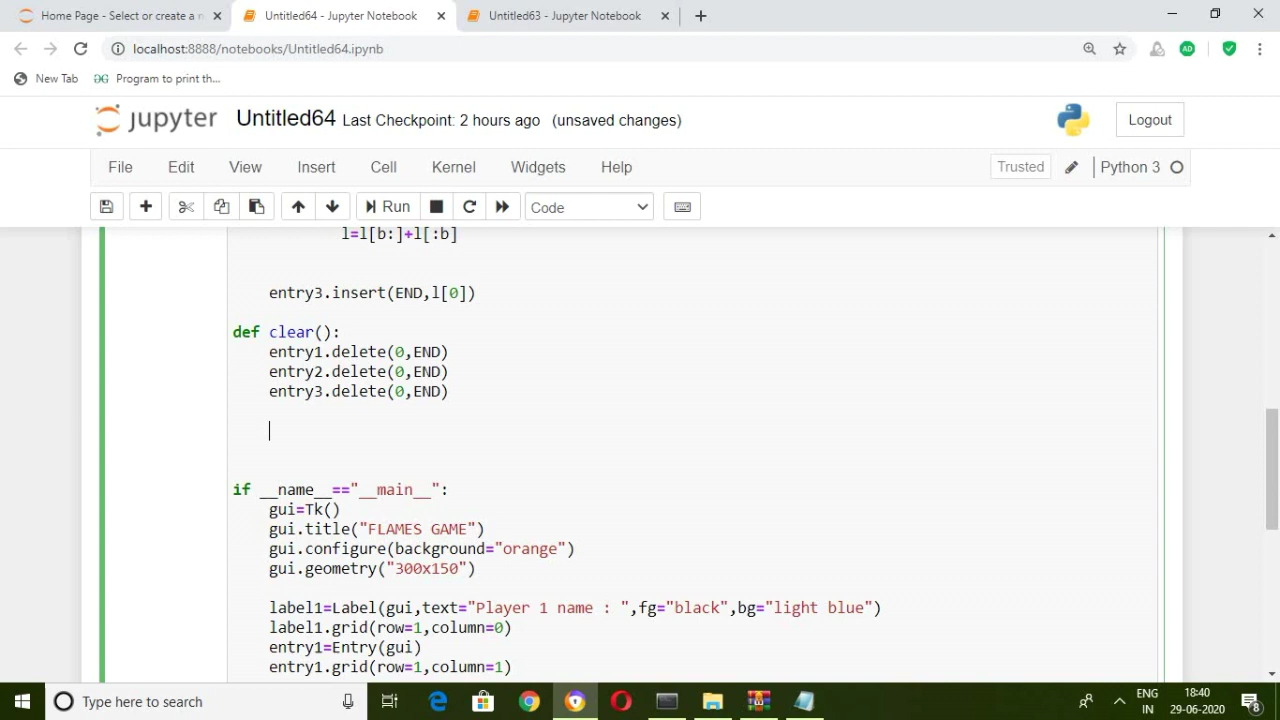 Home Page - Select or create a n
Untitled64 - Jupyter Notebook
Untitled63 - Jupyter Notebook
localhost:8888/notebooks/Untitled64.ipynb
New Tab
Program to print th...
jupyter Untitled64 Last Checkpoint: 2 hours ago (unsaved changes)
Logout
File Edit View Insert Cell Kernel Widgets Help
Trusted Python 3
Run Code
l=l[b:]+l[:b]
entry3.insert(END,l[0])
def clear():
entry1.delete(0,END)
entry2.delete(0,END)
entry3.delete(0,END)
if __name__=="__main__":
gui=Tk()
gui.title("FLAMES GAME")
gui.configure(background="orange")
gui.geometry("300x150")
label1=Label(gui,text="Player 1 name : ",fg="black",bg="light blue")
label1.grid(row=1,column=0)
entry1=Entry(gui)
entry1.grid(row=1,column=1)
Type here to search
ENG
IN
18:40
29-06-2020
8